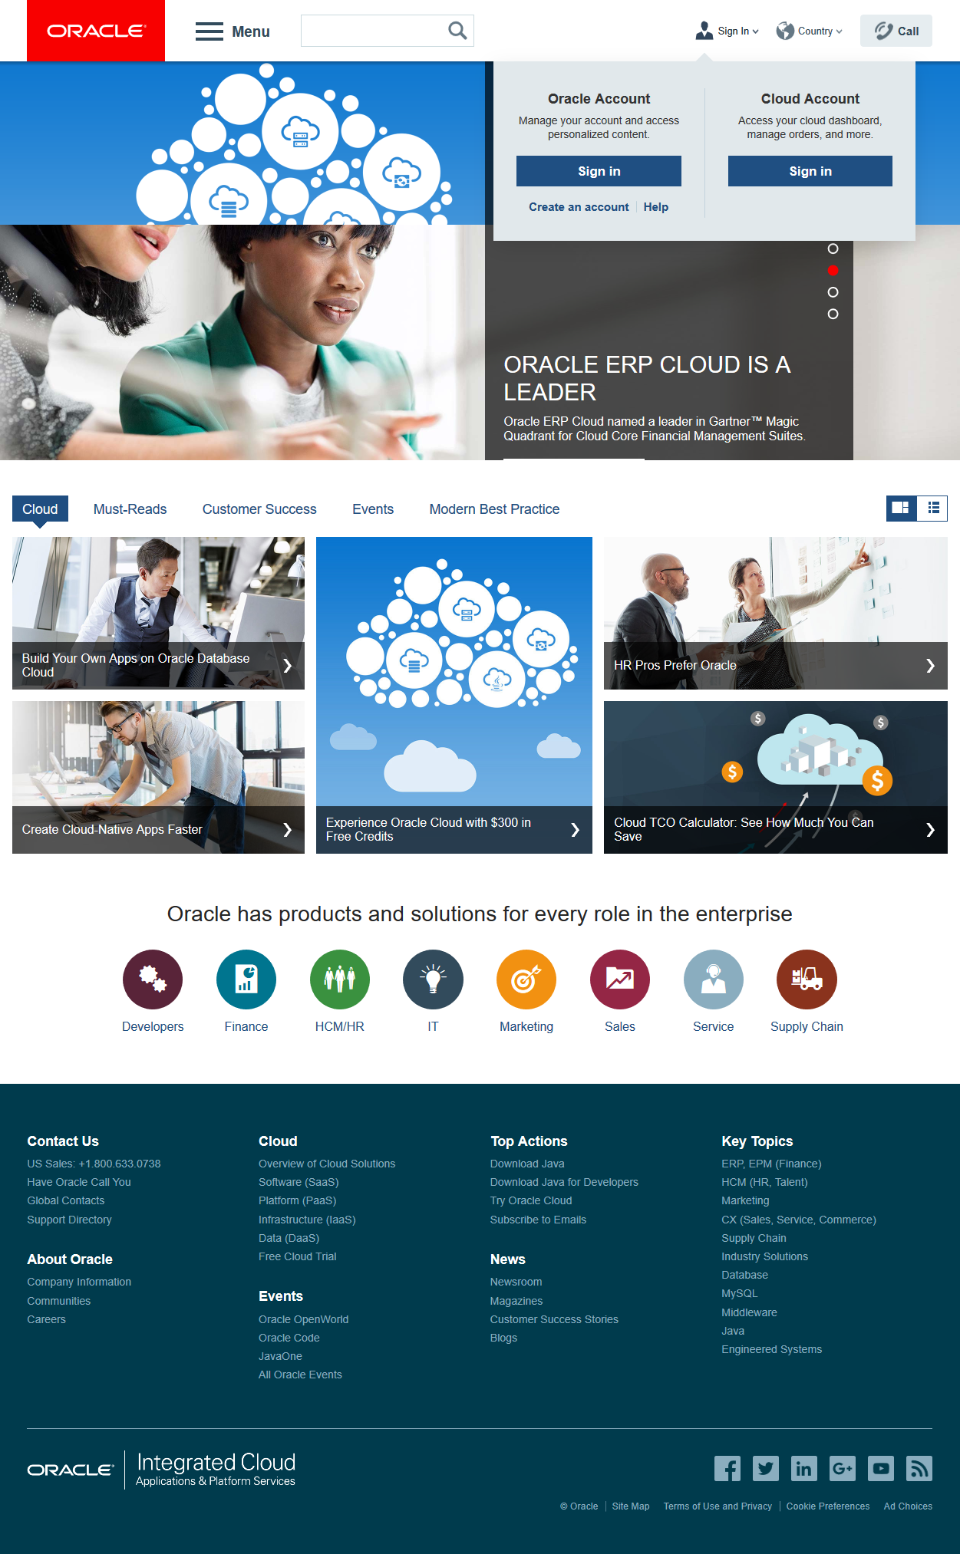 ORACLE
Menu
Sign In
Country
Call
Oracle Account
Manage your account and access
personalized content.
Sign in
Create an account
Help
Cloud Account
Access your cloud dashboard,
manage orders, and more.
Sign in
ORACLE ERP CLOUD IS A
LEADER
Oracle ERP Cloud named a leader in Gartner™ Magic
Quadrant for Cloud Core Financial Management Suites.
Cloud
Must-Reads
Customer Success
Events
Modern Best Practice
Build Your Own Apps on Oracle Database
Cloud
Create Cloud-Native Apps Faster
Experience Oracle Cloud with $300 in
Free Credits
HR Pros Prefer Oracle
Cloud TCO Calculator: See How Much You Can
Save
Oracle has products and solutions for every role in the enterprise
Developers
Finance
HCM/HR
IT
Marketing
Sales
Service
Supply Chain
Contact Us
US Sales: +1.800.633.0738
Have Oracle Call You
Global Contacts
Support Directory
About Oracle
Company Information
Communities
Careers
Cloud
Overview of Cloud Solutions
Software (SaaS)
Platform (PaaS)
Infrastructure (IaaS)
Data (DaaS)
Free Cloud Trial
Events
Oracle OpenWorld
Oracle Code
JavaOne
All Oracle Events
Top Actions
Download Java
Download Java for Developers
Try Oracle Cloud
Subscribe to Emails
News
Newsroom
Magazines
Customer Success Stories
Blogs
Key Topics
ERP, EPM (Finance)
HCM (HR, Talent)
Marketing
CX (Sales, Service, Commerce)
Supply Chain
Industry Solutions
Database
MySQL
Middleware
Java
Engineered Systems
ORACLE
Integrated Cloud
Applications & Platform Services
© Oracle
Site Map
Terms of Use and Privacy
Cookie Preferences
Ad Choices